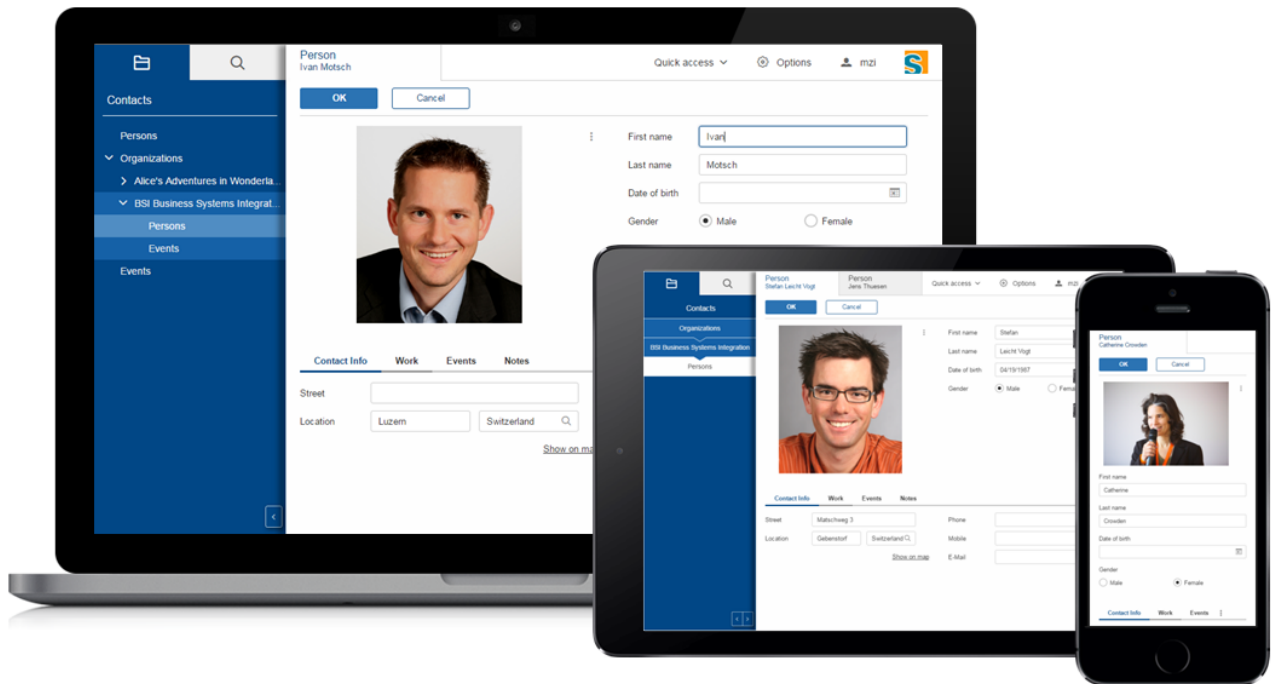 Person
Ivan Motsch
Quick access
Options
mzi
S
OK
Cancel
Contacts
Persons
Organizations
Alice's Adventures in Wonderla...
BSI Business Systems Integrat...
Persons
Events
Events
First name
Ivan
Last name
Motsch
Date of birth
Gender
Male
Female
Contact Info
Work
Events
Notes
Street
Location
Luzern
Switzerland
Show on ma
Person
Stefan Leicht Vogt
Person
Jens Thuesen
Quick access
Options
mzi
Contacts
OK
Cancel
Organizations
BSI Business Systems Integration
Persons
First name
Stefan
Last name
Leicht Vogt
Date of birth
04/19/1987
Gender
Male
Fema
Contact Info
Work
Events
Notes
Street
Matschweg 3
Phone
Location
Gebenstorf
Switzerland
Mobile
Show on map
E-Mail
Person
Catherine Crowden
OK
Cancel
First name
Catherine
Last name
Crowden
Date of birth
Gender
Male
Female
Contact Info
Work
Events